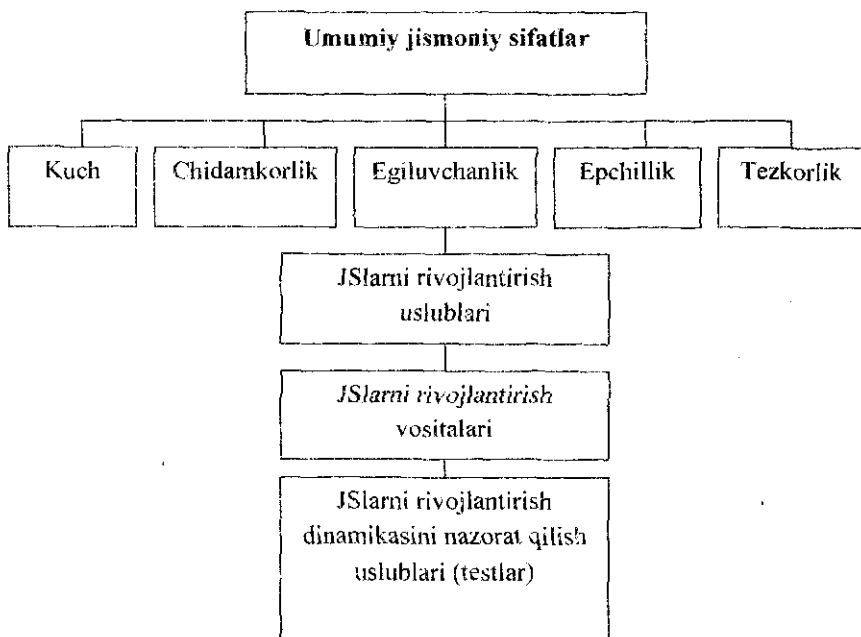 Umumiy jismoniy sifatlar
Kuch
Chidamkorlik
Egiluvchanlik
Epchillik
Tezkorlik
JSlarni rivojlantirish
uslublari
JSlarni rivojlantirish
vositalari
JSlarni rivojlantirish
dinamikasini nazorat qilish
uslublari (testlar)